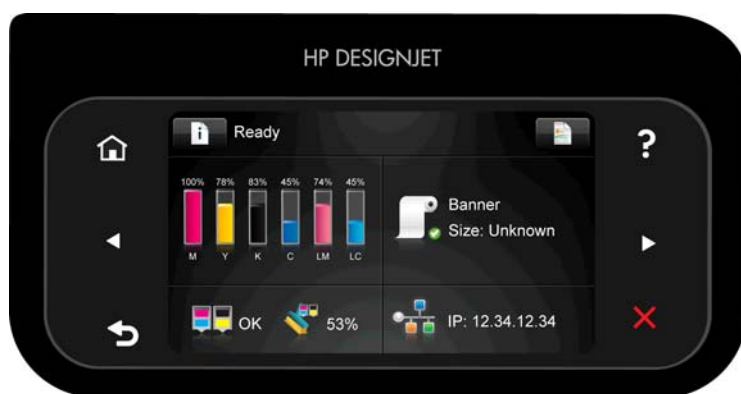 HP DESIGNJET
Ready
100% 78% 83% 45% 74% 45%
M Y K C LM LC
Banner
Size: Unknown
OK 53%
IP: 12.34.12.34